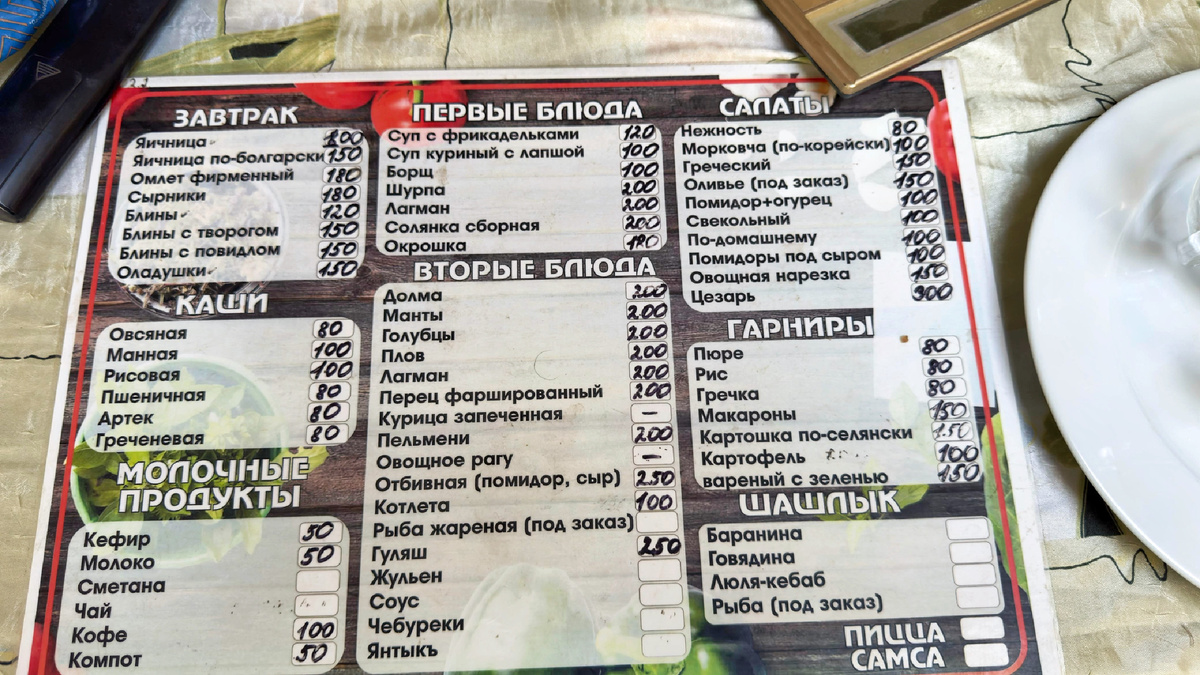 ЗАВТРАК
Яичница 100
Яичница по-болгарски 150
Омлет фирменный 180
Сырники 180
Блины 120
Блины с творогом 150
Блины с повидлом 150
Оладушки 150
КАШИ
Овсяная 80
Манная 100
Рисовая 100
Пшеничная 80
Артек 80
Греченевая 80
МОЛОЧНЫЕ
ПРОДУКТЫ
Кефир 50
Молоко 50
Сметана
Чай
Кофе 100
Компот 50
ПЕРВЫЕ БЛЮДА
Суп с фрикадельками 120
Суп куриный с лапшой 100
Борщ 100
Шурпа 200
Лагман 200
Солянка сборная 200
Окрошка 120
ВТОРЫЕ БЛЮДА
Долма 200
Манты 200
Голубцы 200
Плов 200
Лагман 200
Перец фаршированный 200
Курица запеченная –
Пельмени 200
Овощное рагу –
Отбивная (помидор, сыр) 250
Котлета 100
Рыба жареная (под заказ)
Гуляш 250
Жульен
Соус
Чебуреки
Янтыкъ
САЛАТЫ
Нежность 80
Морковча (по-корейски) 100
Греческий 150
Оливье (под заказ) 150
Помидор+огурец 100
Свекольный 100
По-домашнему 100
Помидоры под сыром 100
Овощная нарезка 150
Цезарь 300
ГАРНИРЫ
Пюре 80
Рис 80
Гречка 80
Макароны 150
Картошка по-селянски 150
Картофель 100
вареный с зеленью 150
ШАШЛЫК
Баранина
Говядина
Люля-кебаб
Рыба (под заказ)
ПИЦЦА
САМСА